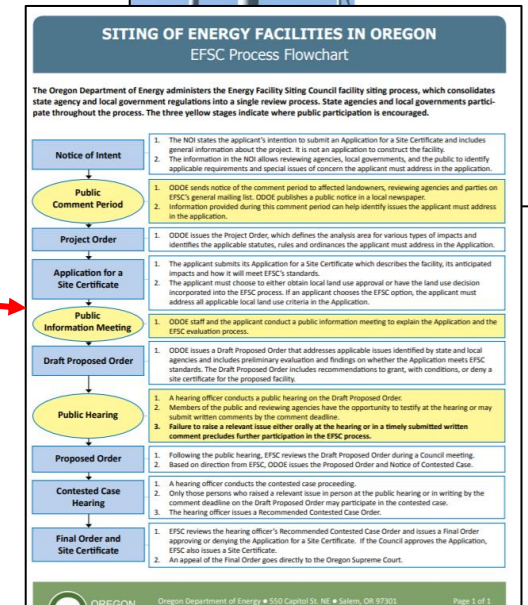 SITING OF ENERGY FACILITIES IN OREGON
EFSC Process Flowchart
The Oregon Department of Energy administers the Energy Facility Siting Council facility siting process, which consolidates
state agency and local government regulations into a single review process. State agencies and local governments partici-
pate throughout the process. The three yellow stages indicate where public participation is encouraged.
Notice of Intent
1. The NOI states the applicant's intention to submit an Application for a Site Certificate and includes
general information about the project. It is not an application to construct the facility.
2. The information in the NOI allows reviewing agencies, local governments, and the public to identify
applicable requirements and special issues of concern the applicant must address in the application.
Public
Comment Period
1. ODOE sends notice of the comment period to affected landowners, reviewing agencies and parties on
EFSC's general mailing list. ODOE publishes a public notice in a local newspaper.
2. Information provided during this comment period can help identify issues the applicant must address
in the application.
Project Order
1. ODOE issues the Project Order, which defines the analysis area for various types of impacts and
identifies the applicable statutes, rules and ordinances the applicant must address in the Application.
Application for a
Site Certificate
1. The applicant submits its Application for a Site Certificate which describes the facility, its anticipated
impacts and how it will meet EFSC's standards.
2. The applicant must choose to either obtain local land use approval or have the land use decision
incorporated into the EFSC process. If an applicant chooses the EFSC option, the applicant must
address all applicable local land use criteria in the Application.
Public
Information Meeting
1. ODOE staff and the applicant conduct a public information meeting to explain the Application and the
EFSC evaluation process.
Draft Proposed Order
1. ODOE issues a Draft Proposed Order that addresses applicable issues identified by state and local
agencies and includes preliminary evaluation and findings on whether the Application meets EFSC
standards. The Draft Proposed Order includes recommendations to grant, with conditions, or deny a
site certificate for the proposed facility.
Public Hearing
1. A hearing officer conducts a public hearing on the Draft Proposed Order.
2. Members of the public and reviewing agencies have the opportunity to testify at the hearing or may
submit written comments by the comment deadline.
3. Failure to raise a relevant issue either orally at the hearing or in a timely submitted written
comment precludes further participation in the EFSC process.
Proposed Order
1. Following the public hearing, EFSC reviews the Draft Proposed Order during a Council meeting.
2. Based on direction from EFSC, ODOE issues the Proposed Order and Notice of Contested Case.
Contested Case
Hearing
1. A hearing officer conducts the contested case proceeding.
2. Only those persons who raised a relevant issue in person at the public hearing or in writing by the
comment deadline on the Draft Proposed Order may participate in the contested case.
3. The hearing officer issues a Recommended Contested Case Order.
Final Order and
Site Certificate
1. EFSC reviews the hearing officer's Recommended Contested Case Order and issues a Final Order
approving or denying the Application for a Site Certificate. If the Council approves the Application,
EFSC also issues a Site Certificate.
2. An appeal of the Final Order goes directly to the Oregon Supreme Court.
OREGON
Oregon Department of Energy • 550 Capitol St. NE • Salem, OR 97301
Page 1 of 1